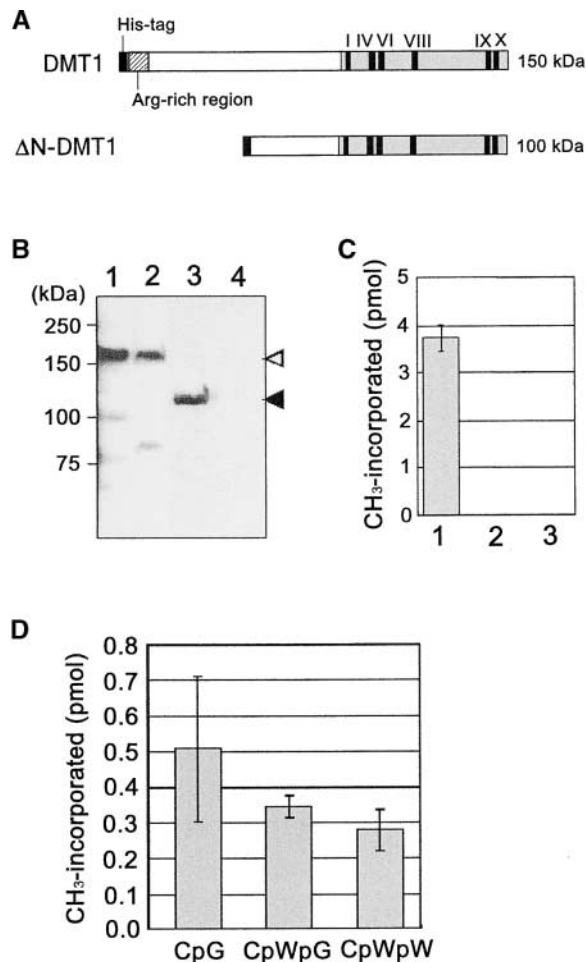 A
His-tag
I IV VI VIII IX X
DMT1 150 kDa
Arg-rich region
ΔN-DMT1 100 kDa
B
1 2 3 4
(kDa)
250
150
100
75
C
CH₃-incorporated (pmol)
5
4
3
2
1
0
1 2 3
D
CH₃-incorporated (pmol)
0.8
0.7
0.6
0.5
0.4
0.3
0.2
0.1
0.0
CpG CpWpG CpWpW